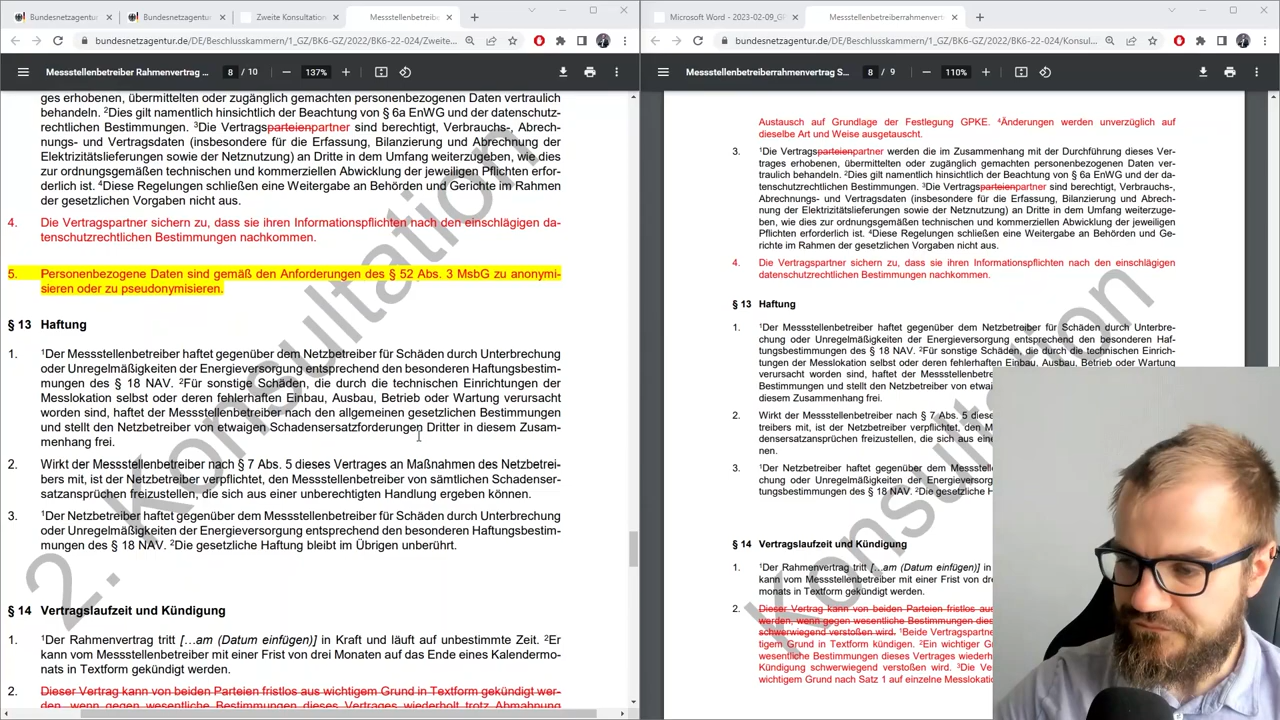 Bundesnetzagentur
Bundesnetzagentur
Zweite Konsultation
Messstellenbetreibe
bundesnetzagentur.de/DE/Beschlusskammern/1_GZ/BK6-GZ/2022/BK6-22-024/Zweite...
Messstellenbetreiber Rahmenvertrag ...
8 / 10
137%
ges erhobenen, übermittelten oder zugänglich gemachten personenbezogenen Daten vertraulich
behandeln. ²Dies gilt namentlich hinsichtlich der Beachtung von § 6a EnWG und der datenschutz-
rechtlichen Bestimmungen. ³Die Vertragsparteienpartner sind berechtigt, Verbrauchs-, Abrech-
nungs- und Vertragsdaten (insbesondere für die Erfassung, Bilanzierung und Abrechnung der
Elektrizitätslieferungen sowie der Netznutzung) an Dritte in dem Umfang weiterzugeben, wie dies
zur ordnungsgemäßen technischen und kommerziellen Abwicklung der jeweiligen Pflichten erfor-
derlich ist. ⁴Diese Regelungen schließen eine Weitergabe an Behörden und Gerichte im Rahmen
der gesetzlichen Vorgaben nicht aus.
4. Die Vertragspartner sichern zu, dass sie ihren Informationspflichten nach den einschlägigen da-
tenschutzrechtlichen Bestimmungen nachkommen.
5. Personenbezogene Daten sind gemäß den Anforderungen des § 52 Abs. 3 MsbG zu anonymi-
sieren oder zu pseudonymisieren.
§ 13 Haftung
1. ¹Der Messstellenbetreiber haftet gegenüber dem Netzbetreiber für Schäden durch Unterbrechung
oder Unregelmäßigkeiten der Energieversorgung entsprechend den besonderen Haftungsbestim-
mungen des § 18 NAV. ²Für sonstige Schäden, die durch die technischen Einrichtungen der
Messlokation selbst oder deren fehlerhaften Einbau, Ausbau, Betrieb oder Wartung verursacht
worden sind, haftet der Messstellenbetreiber nach den allgemeinen gesetzlichen Bestimmungen
und stellt den Netzbetreiber von etwaigen Schadensersatzforderungen Dritter in diesem Zusam-
menhang frei.
2. Wirkt der Messstellenbetreiber nach § 7 Abs. 5 dieses Vertrages an Maßnahmen des Netzbetrei-
bers mit, ist der Netzbetreiber verpflichtet, den Messstellenbetreiber von sämtlichen Schadenser-
satzansprüchen freizustellen, die sich aus einer unberechtigten Handlung ergeben können.
3. ¹Der Netzbetreiber haftet gegenüber dem Messstellenbetreiber für Schäden durch Unterbrechung
oder Unregelmäßigkeiten der Energieversorgung entsprechend den besonderen Haftungsbestim-
mungen des § 18 NAV. ²Die gesetzliche Haftung bleibt im Übrigen unberührt.
§ 14 Vertragslaufzeit und Kündigung
1. ¹Der Rahmenvertrag tritt [...am (Datum einfügen)] in Kraft und läuft auf unbestimmte Zeit. ²Er
kann vom Messstellenbetreiber mit einer Frist von drei Monaten auf das Ende eines Kalendermo-
nats in Textform gekündigt werden.
2. Dieser Vertrag kann von beiden Parteien fristlos aus wichtigem Grund in Textform gekündigt wer-
den, wenn gegen wesentliche Bestimmungen dieses Vertrages wiederholt trotz Abmahnung
2. Konsultation
Microsoft Word - 2023-02-09_G
Messstellenbetreiberrahmenvert
bundesnetzagentur.de/DE/Beschlusskammern/1_GZ/BK6-GZ/2022/BK6-22-024/Konsul...
Messstellenbetreiberrahmenvertrag S...
8 / 9
110%
Austausch auf Grundlage der Festlegung GPKE. ⁴Änderungen werden unverzüglich auf
dieselbe Art und Weise ausgetauscht.
3. ¹Die Vertragsparteienpartner werden die im Zusammenhang mit der Durchführung dieses Ver-
trages erhobenen, übermittelten oder zugänglich gemachten personenbezogenen Daten ver-
traulich behandeln. ²Dies gilt namentlich hinsichtlich der Beachtung von § 6a EnWG und der da-
tenschutzrechtlichen Bestimmungen. ³Die Vertragsparteienpartner sind berechtigt, Verbrauchs-,
Abrechnungs- und Vertragsdaten (insbesondere für die Erfassung, Bilanzierung und Abrech-
nung der Elektrizitätslieferungen sowie der Netznutzung) an Dritte in dem Umfang weiterzuge-
ben, wie dies zur ordnungsgemäßen technischen und kommerziellen Abwicklung der jeweiligen
Pflichten erforderlich ist. ⁴Diese Regelungen schließen eine Weitergabe an Behörden und Ge-
richte im Rahmen der gesetzlichen Vorgaben nicht aus.
4. Die Vertragspartner sichern zu, dass sie ihren Informationspflichten nach den einschlägigen
datenschutzrechtlichen Bestimmungen nachkommen.
§ 13 Haftung
1. ¹Der Messstellenbetreiber haftet gegenüber dem Netzbetreiber für Schäden durch Unterbre-
chung oder Unregelmäßigkeiten der Energieversorgung entsprechend den besonderen Haf-
tungsbestimmungen des § 18 NAV. ²Für sonstige Schäden, die durch die technischen Einrich-
tungen der Messlokation selbst oder deren fehlerhaften Einbau, Ausbau, Betrieb oder Wartung
verursacht worden sind, haftet der Messstellenbetreiber nach den allgemeinen gesetzlichen
Bestimmungen und stellt den Netzbetreiber von etwai
diesem Zusammenhang frei.
2. Wirkt der Messstellenbetreiber nach § 7 Abs. 5 diese
treibers mit, ist der Netzbetreiber verpflichtet, den Mess
densersatzansprüchen freizustellen, die sich aus eine
nen.
3. ¹Der Netzbetreiber haftet gegenüber dem Messstelle
chung oder Unregelmäßigkeiten der Energieversorg
tungsbestimmungen des § 18 NAV. ²Die gesetzliche H
§ 14 Vertragslaufzeit und Kündigung
1. ¹Der Rahmenvertrag tritt [...am (Datum einfügen)] in
kann vom Messstellenbetreiber mit einer Frist von dre
monats in Textform gekündigt werden.
2. Dieser Vertrag kann von beiden Parteien fristlos aus
werden, wenn gegen wesentliche Bestimmungen dies
schwerwiegend verstoßen wird. ¹Beide Vertragspartne
tigem Grund in Textform kündigen. ²Ein wichtiger G
wesentliche Bestimmungen dieses Vertrages wieder
Kündigung schwerwiegend verstoßen wird. ³Die Ve
wichtigem Grund nach Satz 1 auf einzelne Messlokatio
Konsultation